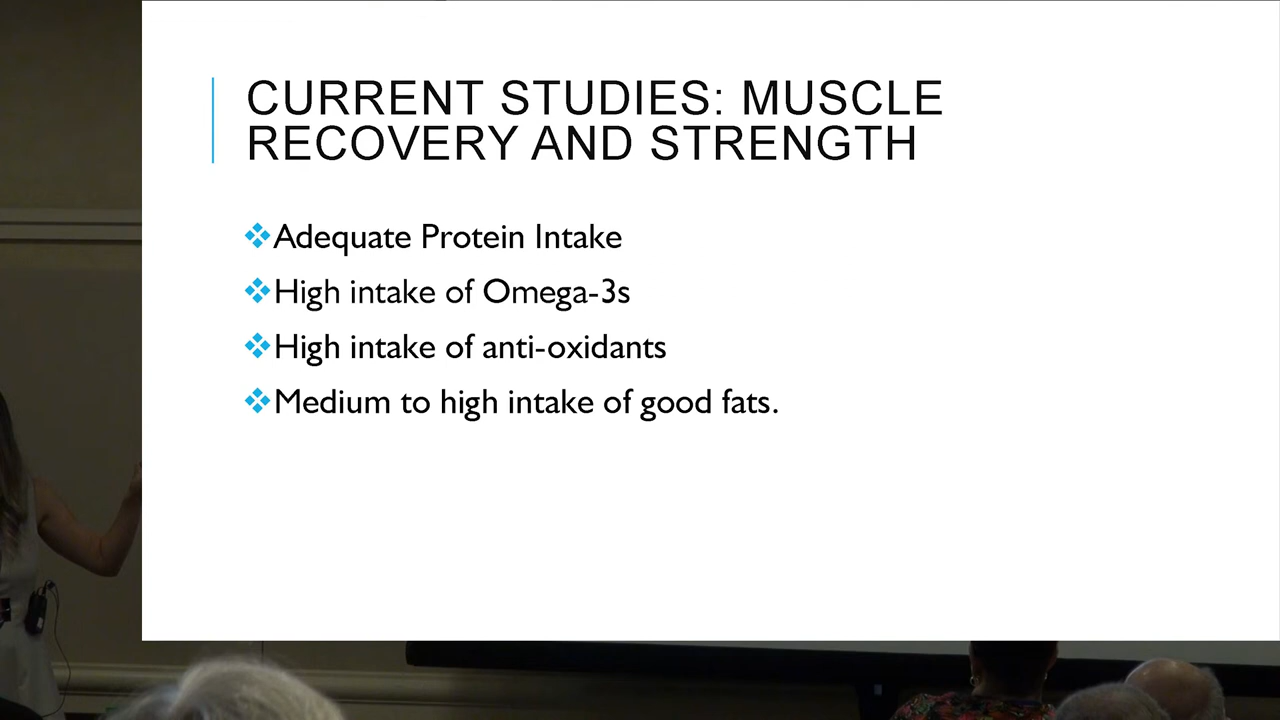 CURRENT STUDIES: MUSCLE
RECOVERY AND STRENGTH
❖Adequate Protein Intake
❖High intake of Omega-3s
❖High intake of anti-oxidants
❖Medium to high intake of good fats.